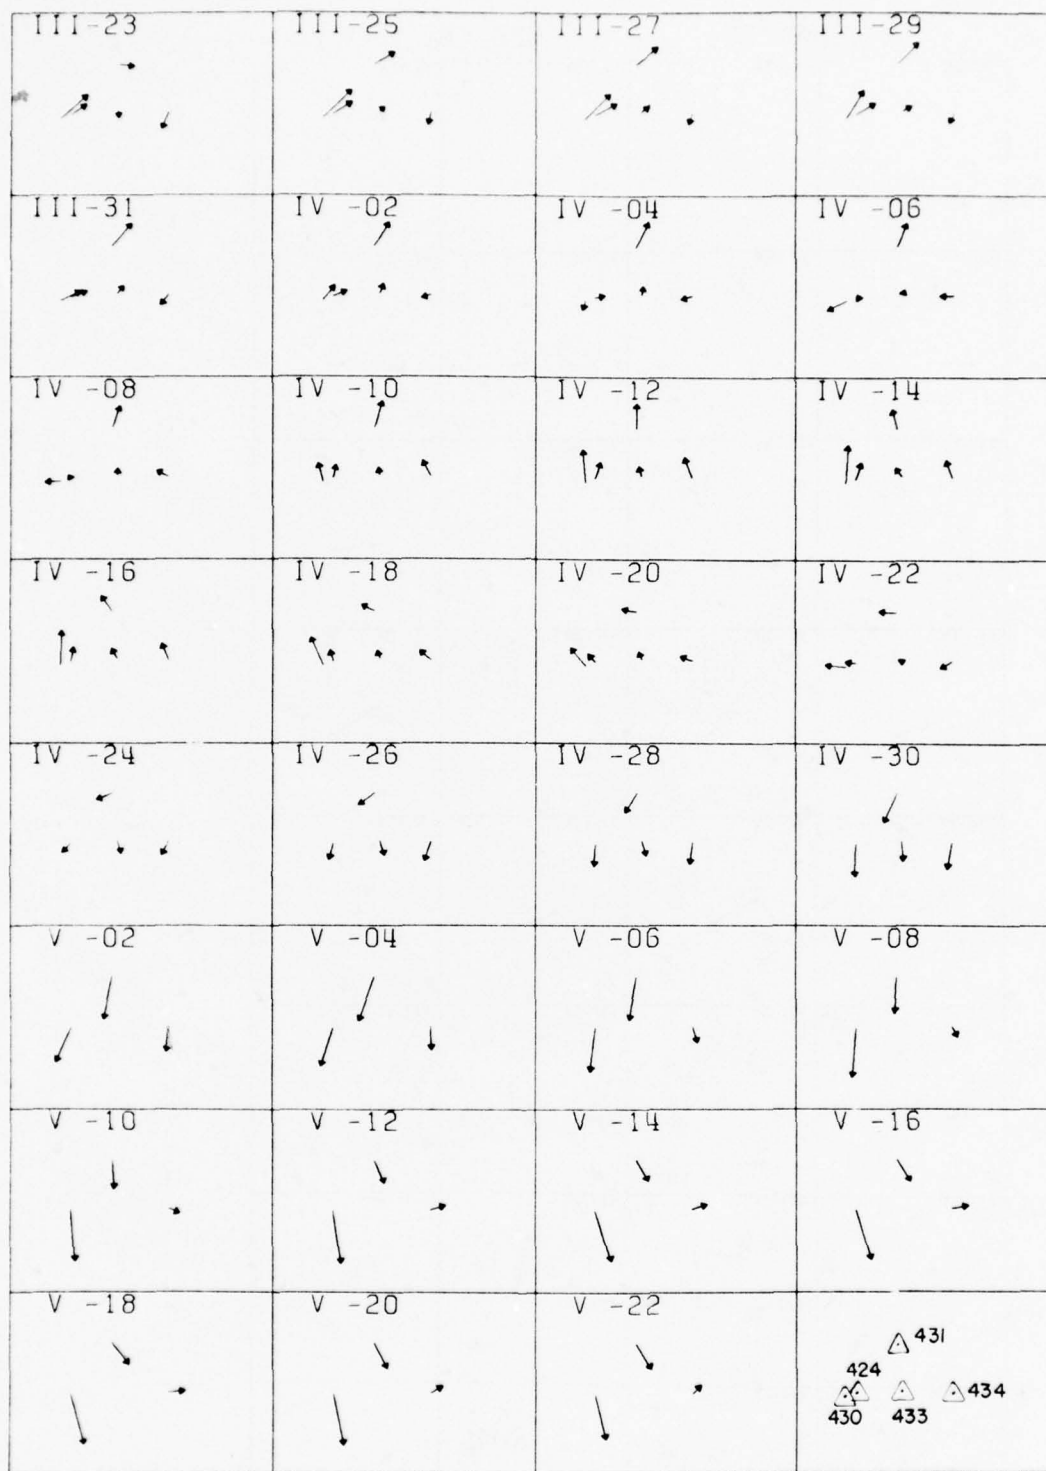 III-23 III-25 III-27 III-29
III-31 IV -02 IV -04 IV -06
IV -08 IV -10 IV -12 IV -14
IV -16 IV -18 IV -20 IV -22
IV -24 IV -26 IV -28 IV -30
V -02 V -04 V -06 V -08
V -10 V -12 V -14 V -16
V -18 V -20 V -22
431
424
434
430 433